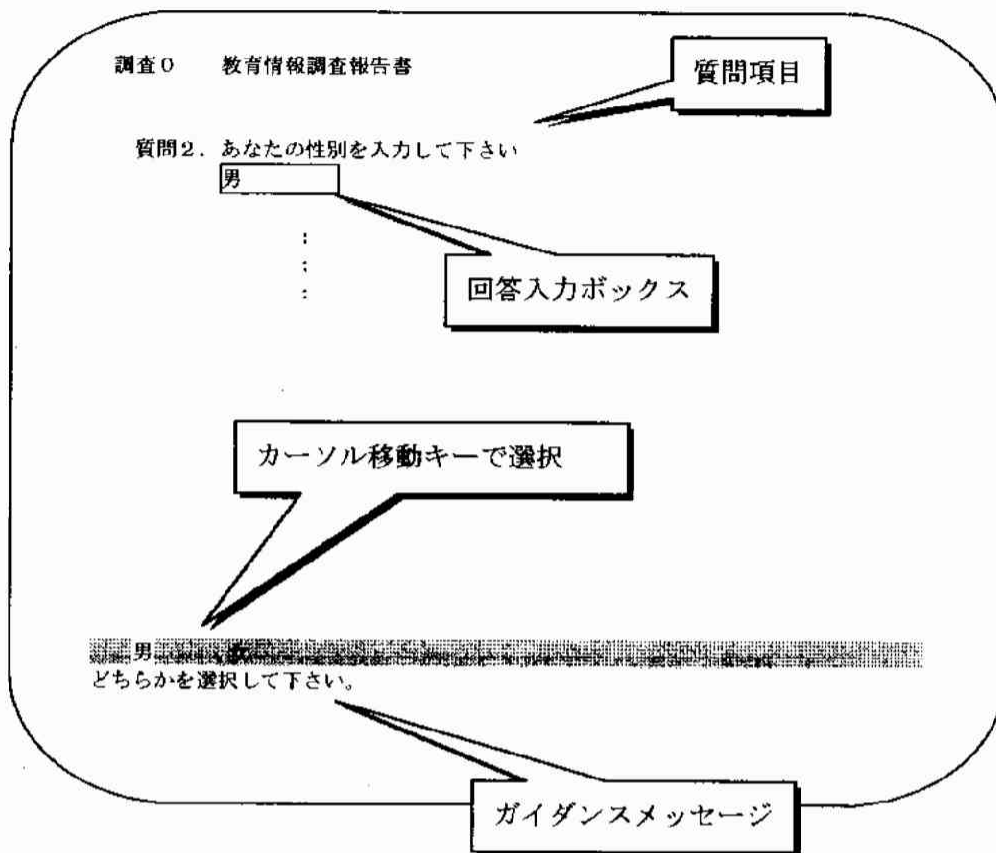 調査0 教育情報調査報告書
質問項目
質問2. あなたの性別を入力して下さい
男
:
:
:
回答入力ボックス
カーソル移動キーで選択
男 女
どちらかを選択して下さい。
ガイダンスメッセージ